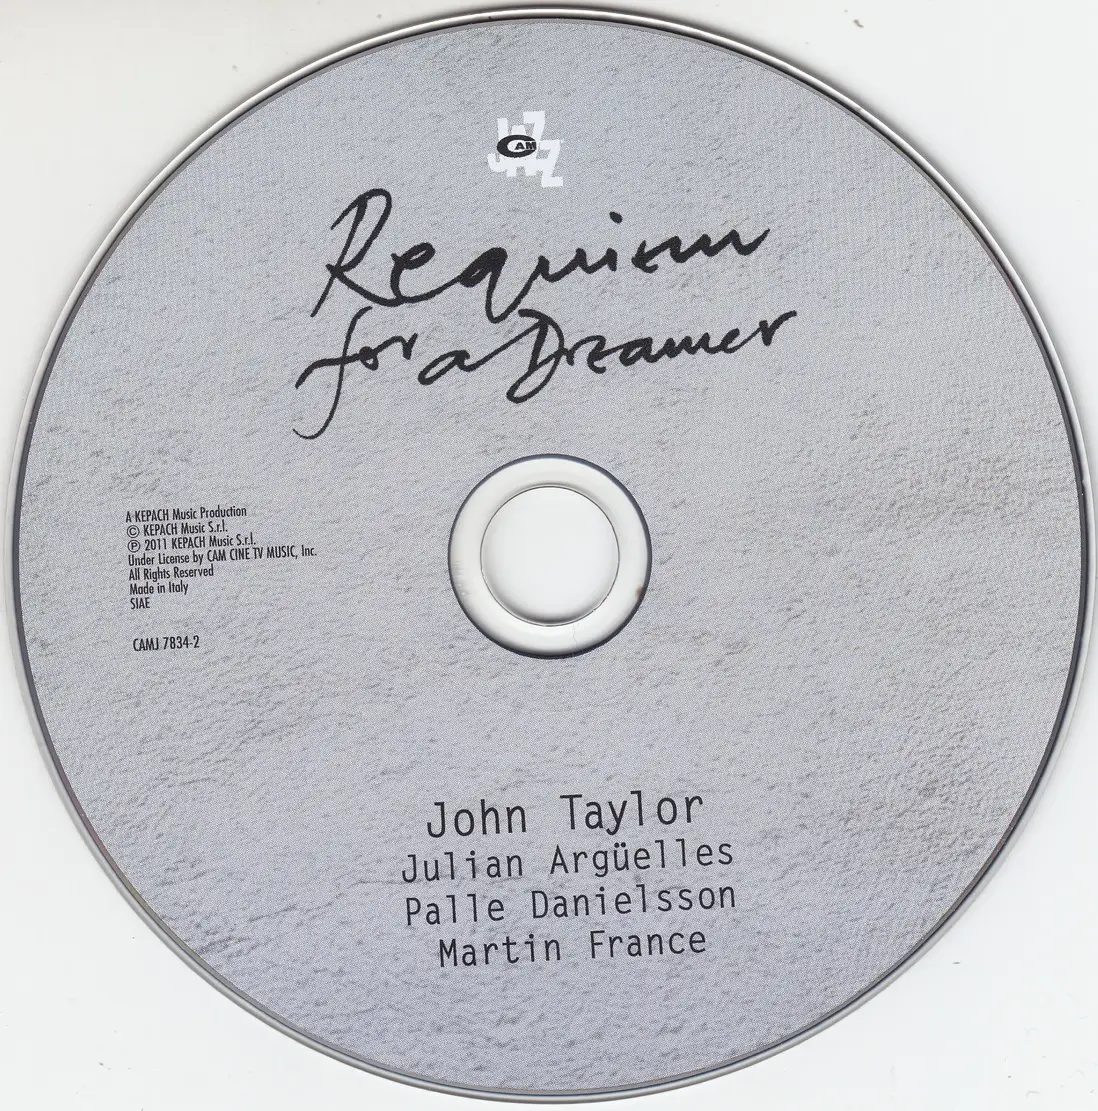 CAM JAZZ
Requiem
for a Dreamer
A KEPACH Music Production
© KEPACH Music S.r.l.
℗ 2011 KEPACH Music S.r.l.
Under License by CAM CINE TV MUSIC, Inc.
All Rights Reserved
Made in Italy
SIAE
CAMJ 7834-2
John Taylor
Julian Argüelles
Palle Danielsson
Martin France